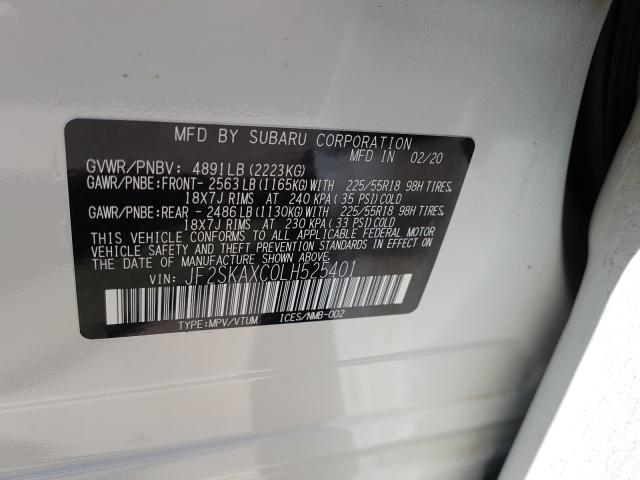 MFD BY SUBARU CORPORATION
GVWR/PNBV: 4891LB (2223KG) MFD IN 02/20
GAWR/PNBE:FRONT- 2563LB (1165KG)WITH 225/55R18 98H TIRES,
18X7J RIMS AT 240 KPA (35 PSI)COLD
GAWR/PNBE:REAR - 2486LB (1130KG)WITH 225/55R18 98H TIRES,
18X7J RIMS AT 230 KPA (33 PSI)COLD
THIS VEHICLE CONFORMS TO ALL APPLICABLE FEDERAL MOTOR
VEHICLE SAFETY AND THEFT PREVENTION STANDARDS IN EFFECT ON
THE DATE OF MANUFACTURE SHOWN ABOVE.
VIN: JF2SKAXC0LH525401
TYPE:MPV/VTUM ICES/NMB-002